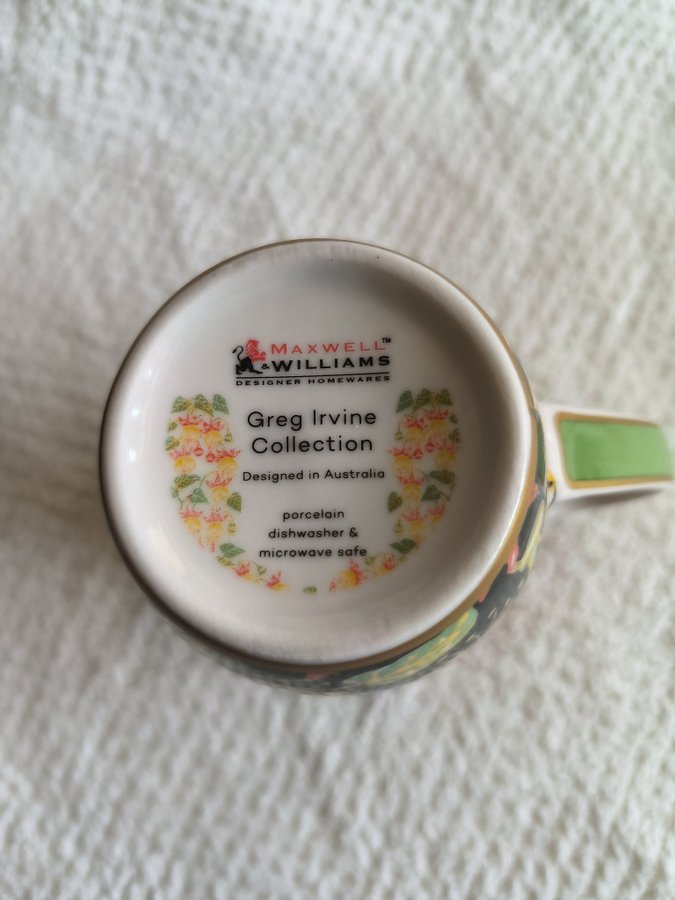 MAXWELL™
& WILLIAMS
DESIGNER HOMEWARES
Greg Irvine
Collection
Designed in Australia
porcelain
dishwasher &
microwave safe